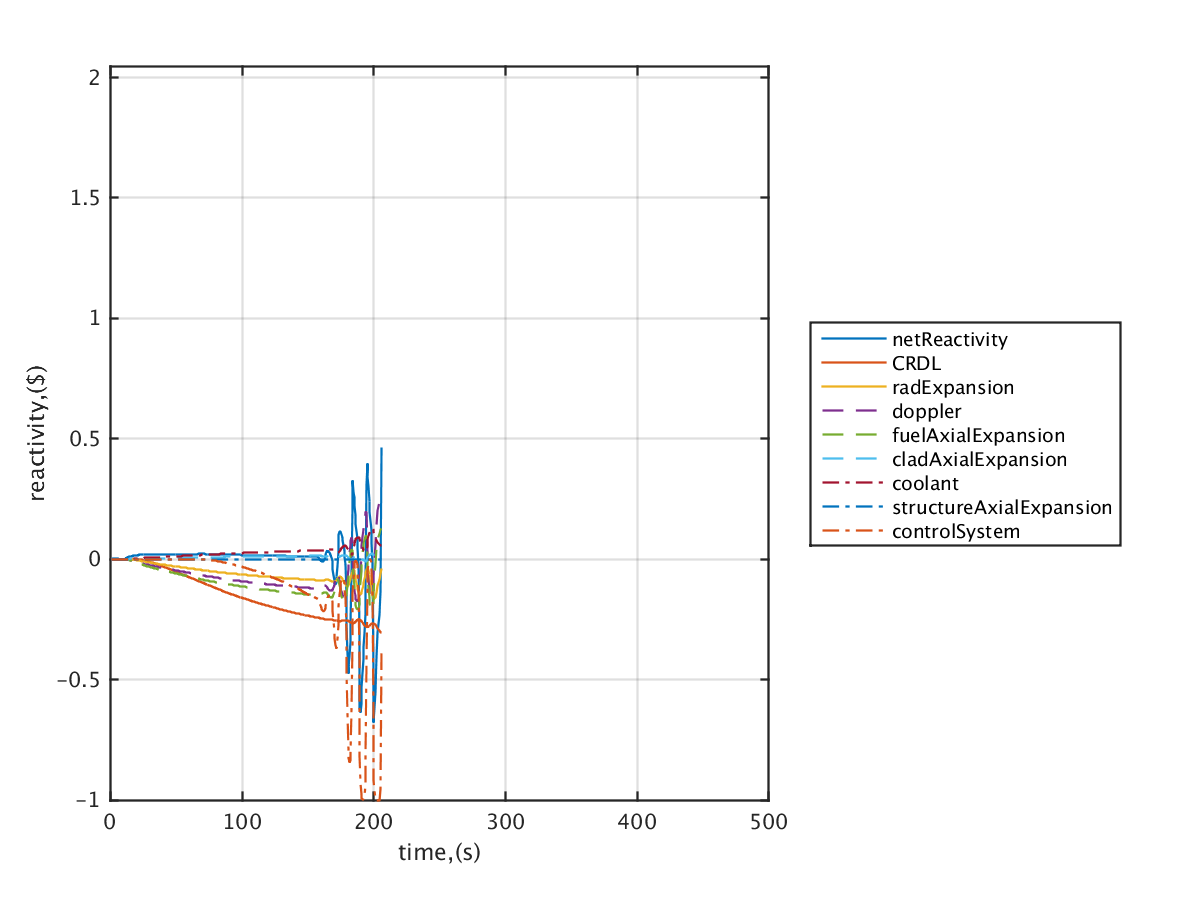 2
1.5
1
0.5
0
−0.5
−1
0 100 200 300 400 500
time,(s)
reactivity,($)
netReactivity
CRDL
radExpansion
doppler
fuelAxialExpansion
cladAxialExpansion
coolant
structureAxialExpansion
controlSystem